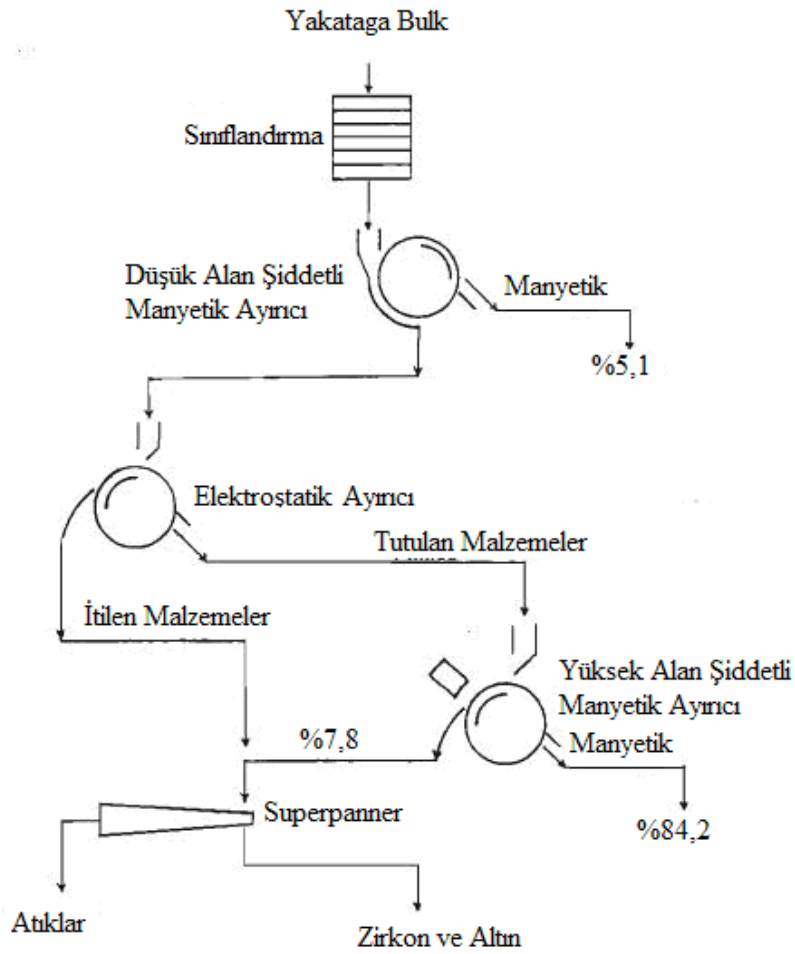 Yakataga Bulk
Sınıflandırma
Düşük Alan Şiddetli
Manyetik Ayırıcı
Manyetik
%5,1
Elektrostatik Ayırıcı
Tutulan Malzemeler
İtilen Malzemeler
Yüksek Alan Şiddetli
Manyetik Ayırıcı
Manyetik
%7,8
%84,2
Superpanner
Atıklar
Zirkon ve Altın